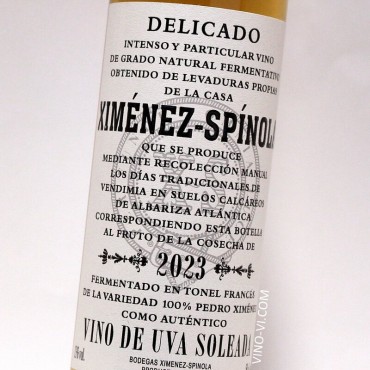 DELICADO
INTENSO Y PARTICULAR VINO
DE GRADO NATURAL FERMENTATIVO
OBTENIDO DE LEVADURAS PROPIAS
DE LA CASA
XIMÉNEZ-SPÍNOLA
QUE SE PRODUCE
MEDIANTE RECOLECCIÓN MANUAL
LOS DÍAS TRADICIONALES DE
VENDIMIA EN SUELOS CALCÁREOS
DE ALBARIZA ATLÁNTICA
CORRESPONDIENDO ESTA BOTELLA
AL FRUTO DE LA COSECHA DE
2023
FERMENTADO EN TONEL FRANCÉS
DE LA VARIEDAD 100% PEDRO XIMÉNEZ
COMO AUTÉNTICO
VINO DE UVA SOLEADA
BODEGAS XIMENEZ-SPINOLA
VINO-VI.COM